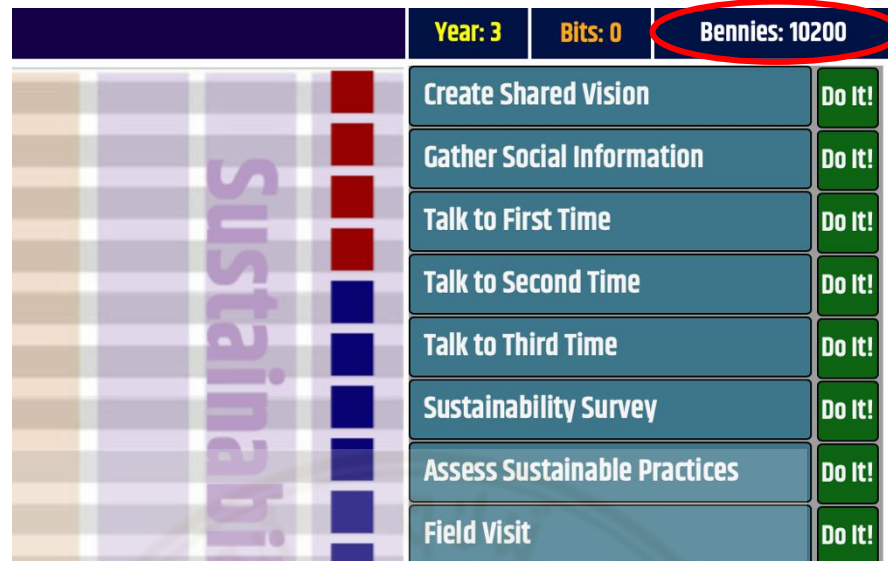 Year: 3 Bits: 0 Bennies: 10200
Create Shared Vision Do It!
Gather Social Information Do It!
Talk to First Time Do It!
Talk to Second Time Do It!
Talk to Third Time Do It!
Sustainability Survey Do It!
Assess Sustainable Practices Do It!
Field Visit Do It!
Sustainabi